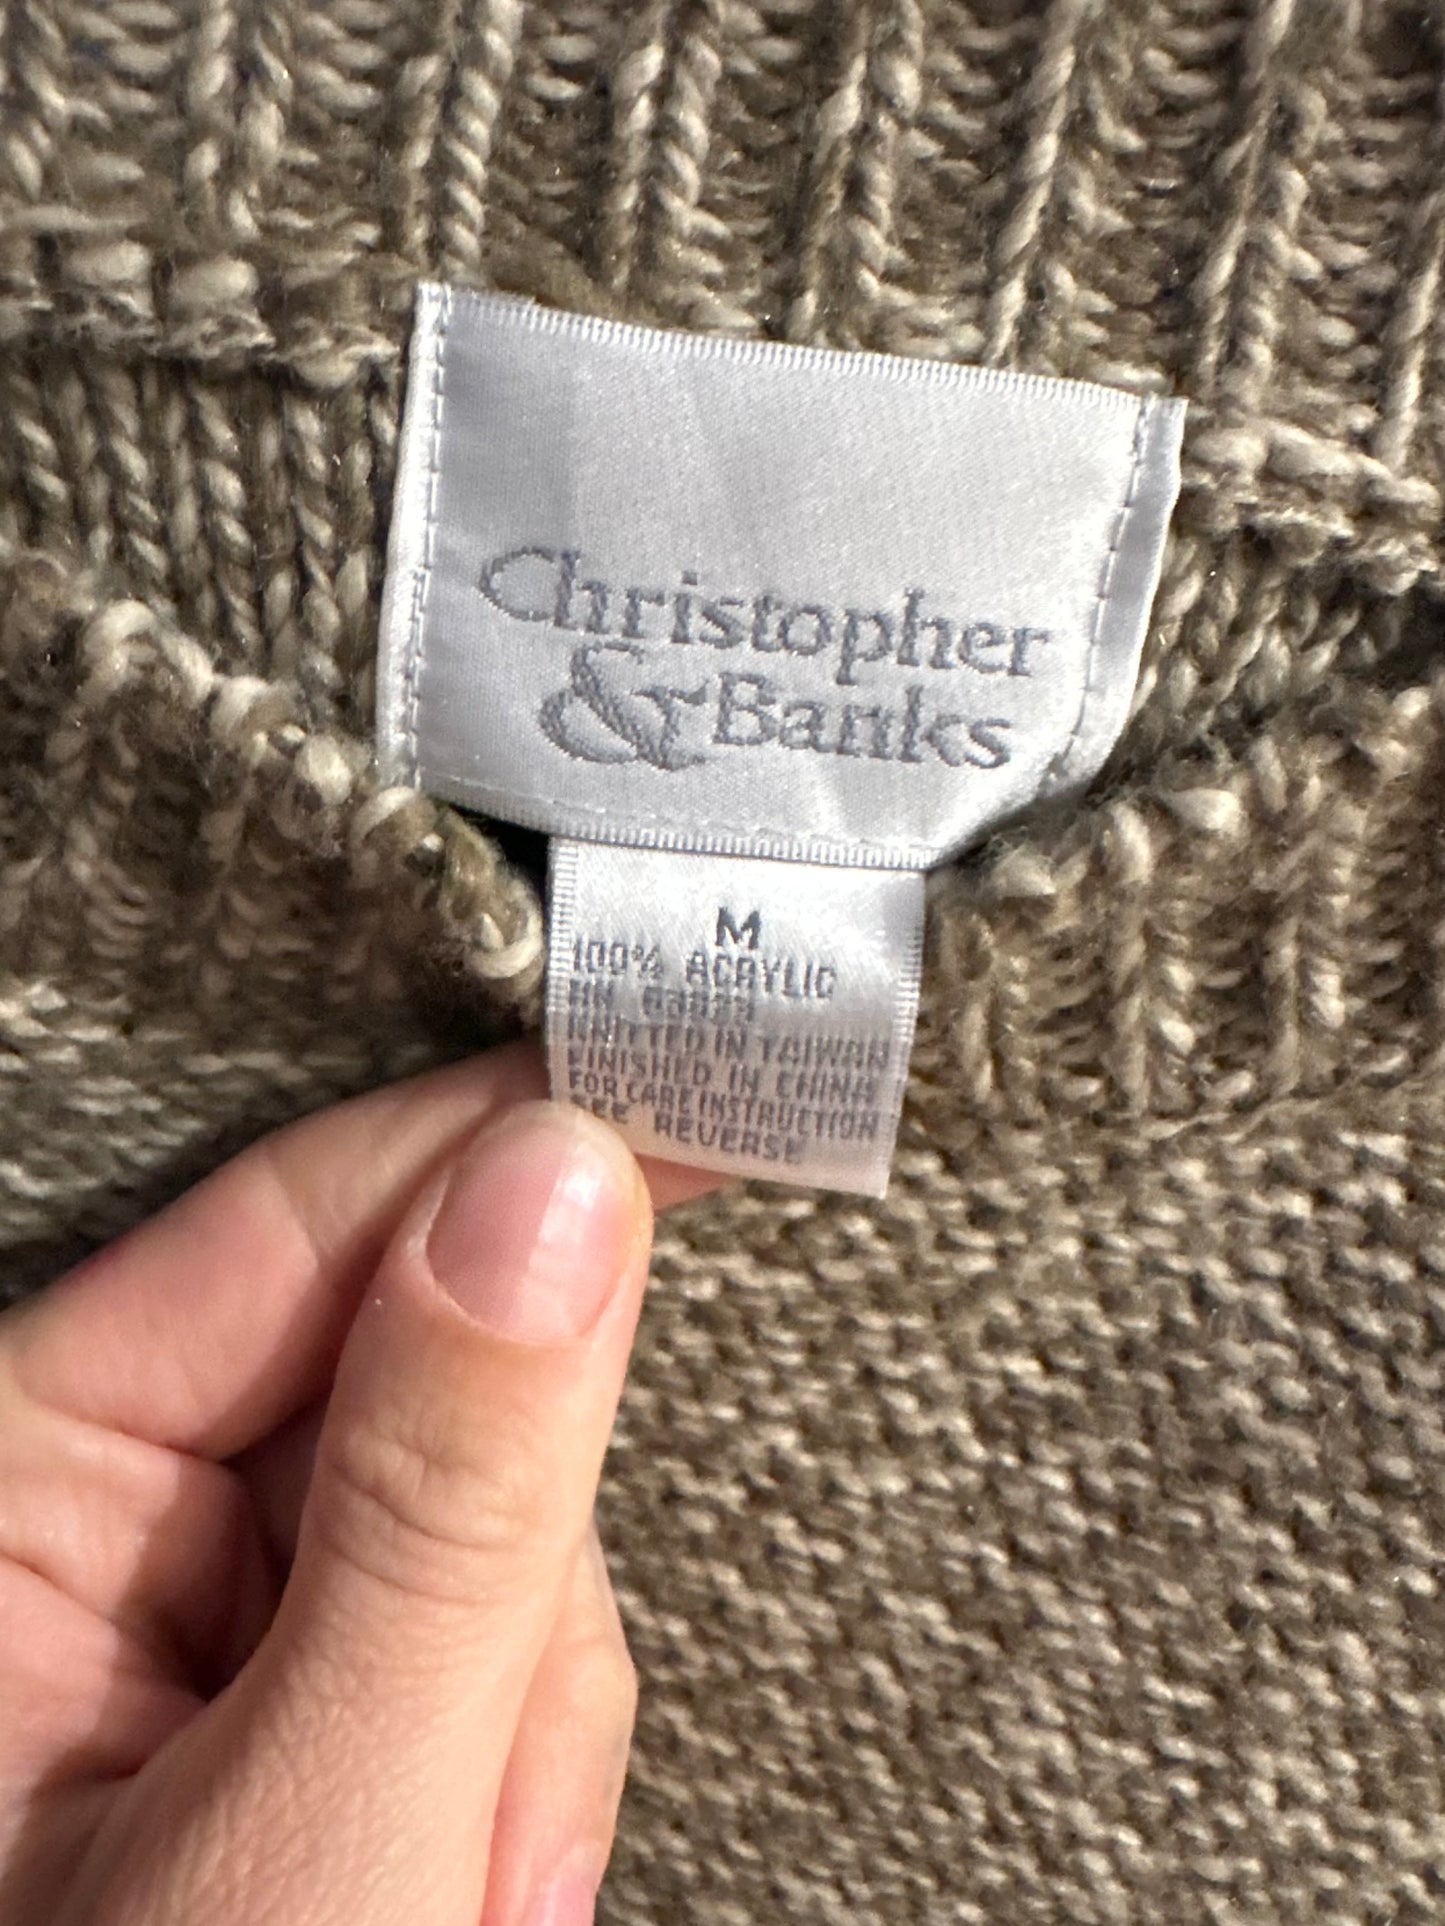 Christopher
& Banks
M
100% ACRYLIC
KNITTED IN TAIWAN
FINISHED IN CHINA
FOR CARE INSTRUCTION
SEE REVERSE